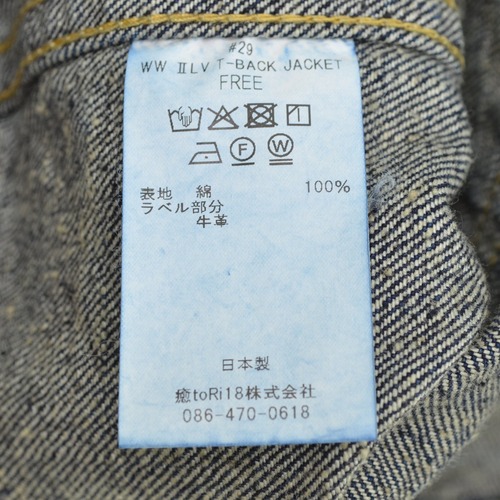 #29
WW ⅡLV T-BACK JACKET
FREE
F W
表地 綿 100%
ラベル部分
牛革
日本製
癒toRi18株式会社
086-470-0618